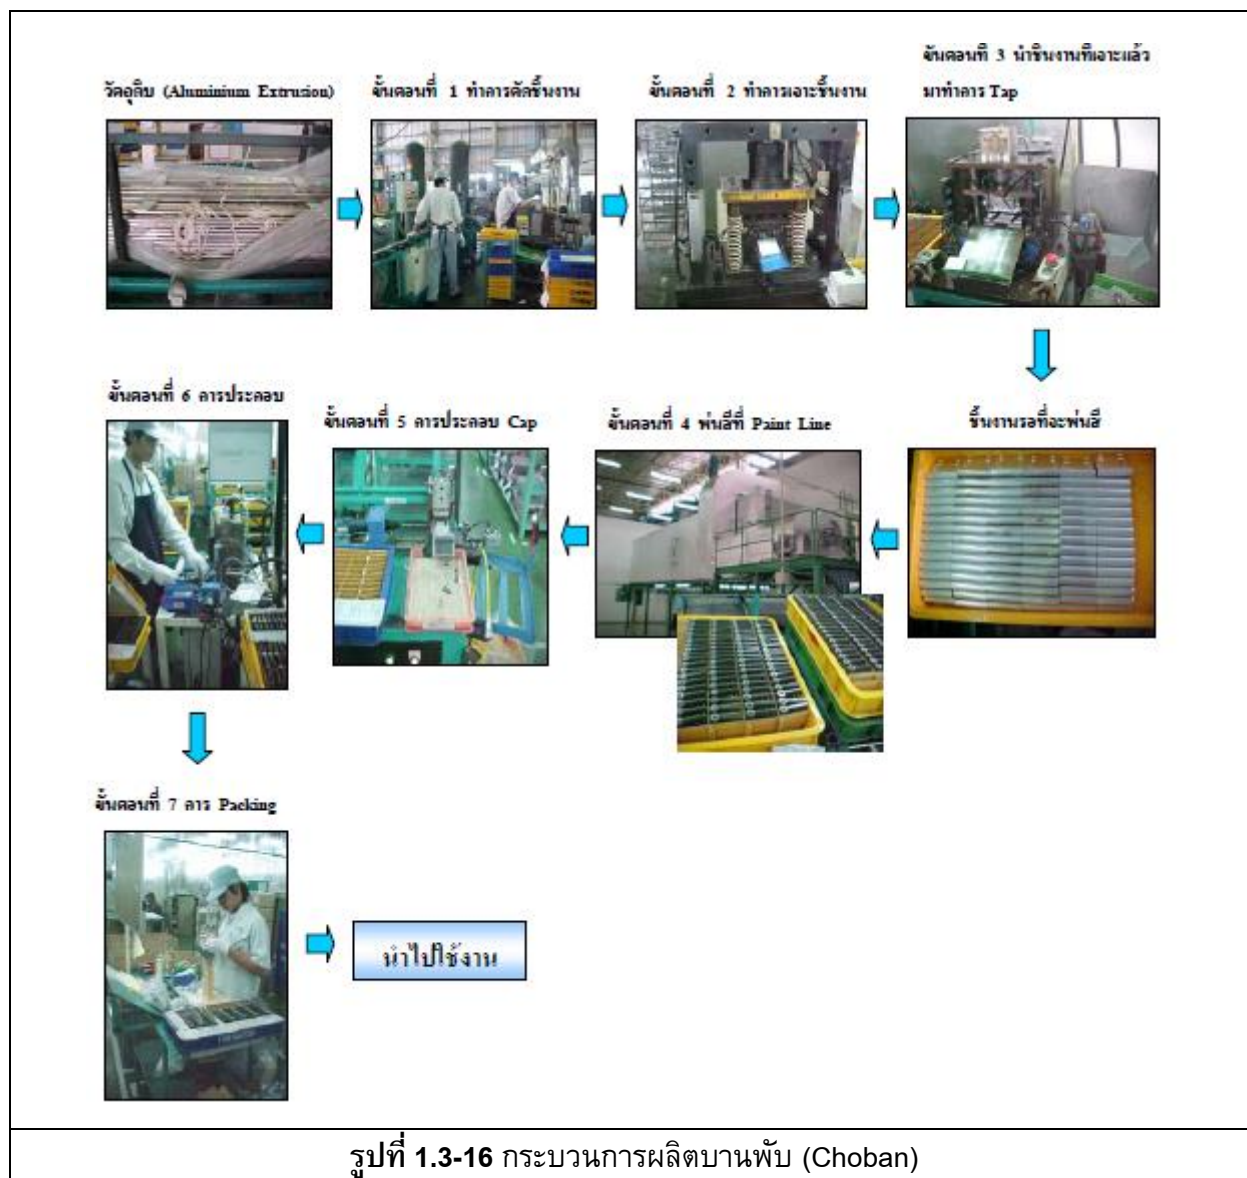 วัตถุดิบ (Aluminium Extrusion)
ขั้นตอนที่ 1 ทำการตัดชิ้นงาน
ขั้นตอนที่ 2 ทำการเจาะชิ้นงาน
ขั้นตอนที่ 3 นำชิ้นงานที่เจาะแล้ว
มาทำการ Tap
ชิ้นงานรอที่จะพ่นสี
ขั้นตอนที่ 4 พ่นสีที่ Paint Line
ขั้นตอนที่ 5 การประกอบ Cap
ขั้นตอนที่ 6 การประกอบ
ขั้นตอนที่ 7 การ Packing
นำไปใช้งาน
รูปที่ 1.3-16 กระบวนการผลิตบานพับ (Choban)